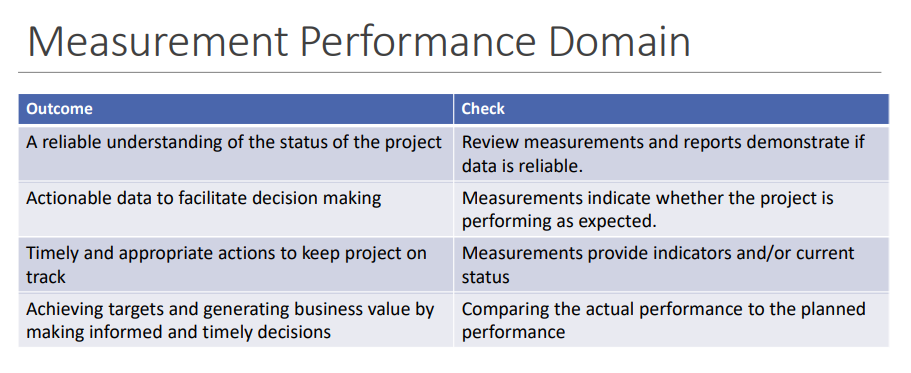 Measurement Performance Domain
Outcome
Check
A reliable understanding of the status of the project
Review measurements and reports demonstrate if
data is reliable.
Actionable data to facilitate decision making
Measurements indicate whether the project is
performing as expected.
Timely and appropriate actions to keep project on
track
Measurements provide indicators and/or current
status
Achieving targets and generating business value by
making informed and timely decisions
Comparing the actual performance to the planned
performance